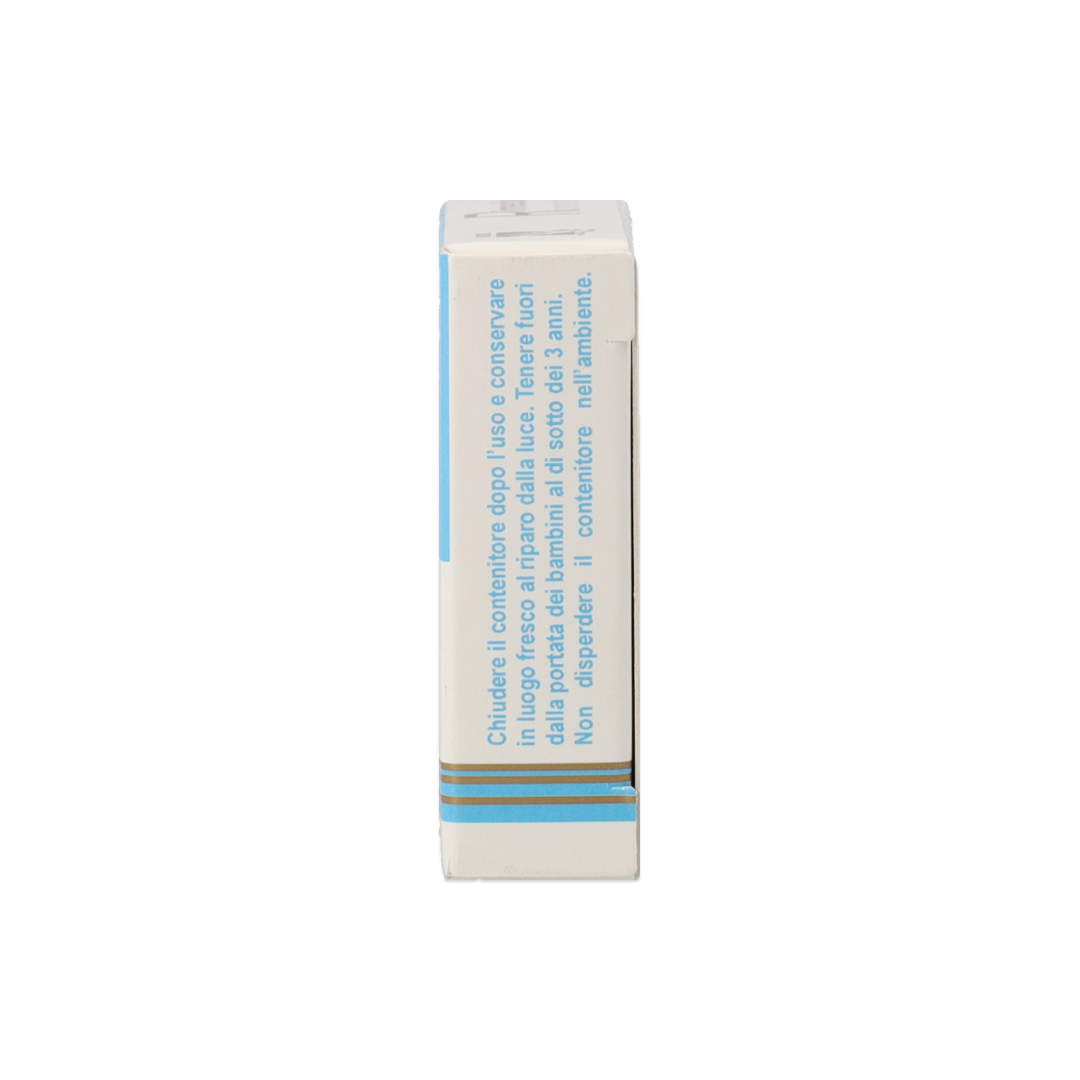 Chiudere il contenitore dopo l'uso e conservare
in luogo fresco al riparo dalla luce. Tenere fuori
dalla portata dei bambini al di sotto dei 3 anni.
Non disperdere il contenitore nell'ambiente.